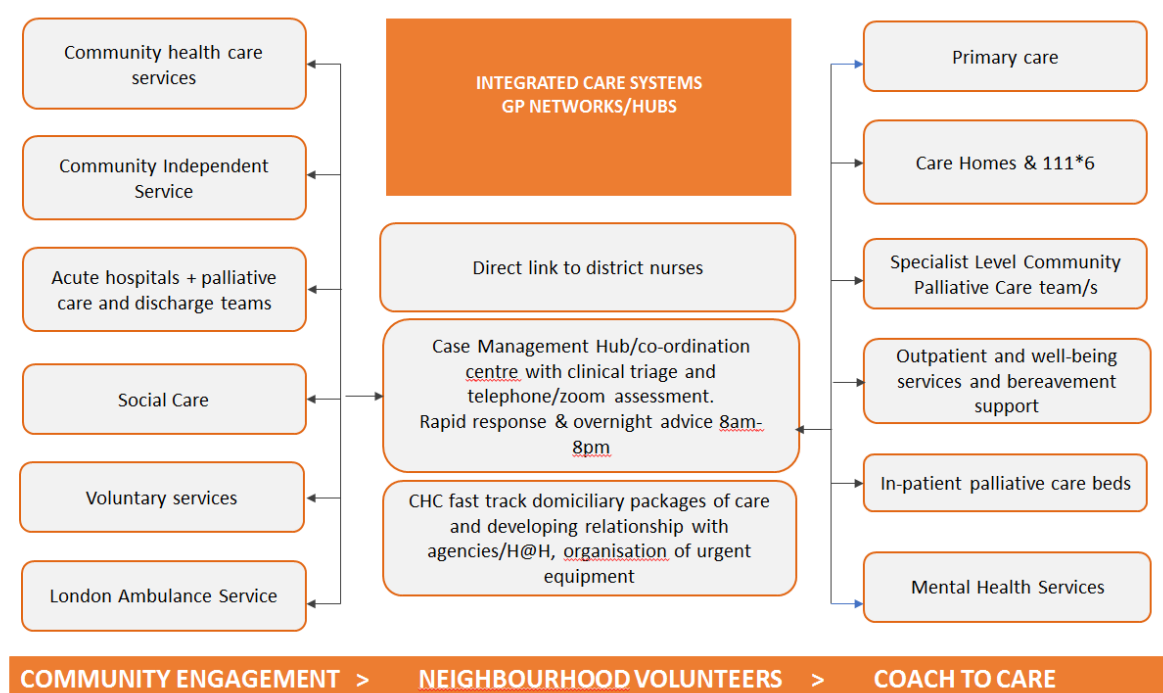 Community health care
services
Community Independent
Service
Acute hospitals + palliative
care and discharge teams
Social Care
Voluntary services
London Ambulance Service
INTEGRATED CARE SYSTEMS
GP NETWORKS/HUBS
Direct link to district nurses
Case Management Hub/co-ordination
centre with clinical triage and
telephone/zoom assessment.
Rapid response & overnight advice 8am-
8pm
CHC fast track domiciliary packages of care
and developing relationship with
agencies/H@H, organisation of urgent
equipment
Primary care
Care Homes & 111*6
Specialist Level Community
Palliative Care team/s
Outpatient and well-being
services and bereavement
support
In-patient palliative care beds
Mental Health Services
COMMUNITY ENGAGEMENT > NEIGHBOURHOOD VOLUNTEERS > COACH TO CARE